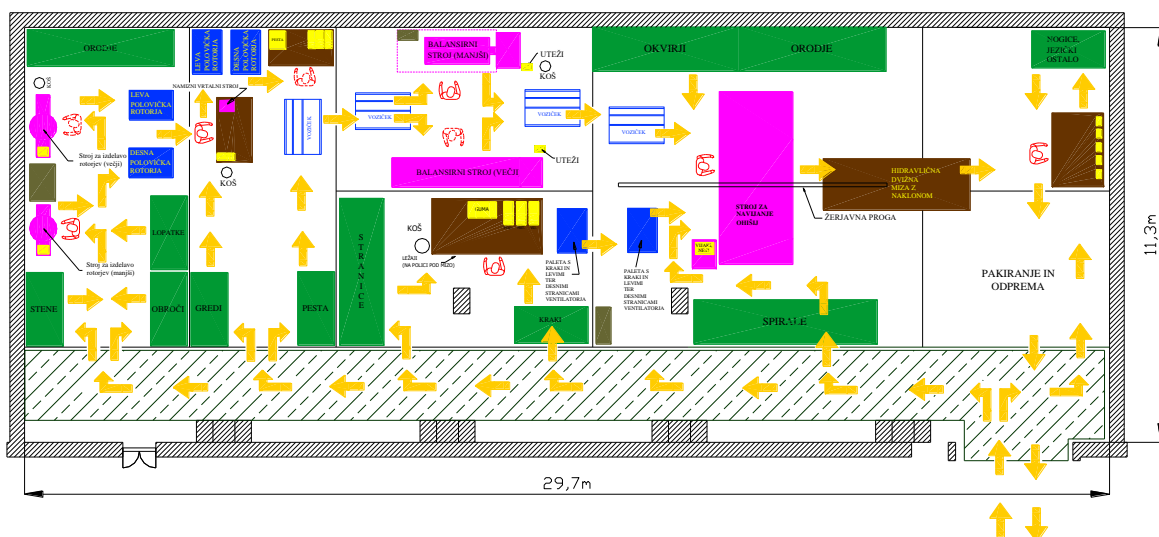 ORODJE
LEVA
POLOVIČKA
ROTORJA
DESNA
POLOVIČKA
ROTORJA
PESTA
NAMIZNI VRTALNI STROJ
KOŠ
LEVA
POLOVIČKA
ROTORJA
DESNA
POLOVIČKA
ROTORJA
Stroj za izdelavo
rotorjev (večji)
KOŠ
LOPATKE
Stroj za izdelavo
rotorjev (manjši)
STENE
OBROČI
GREDI
PESTA
VOZIČEK
VOZIČEK
BALANSIRNI
STROJ (MANJŠI)
UTEŽI
KOŠ
VOZIČEK
UTEŽI
BALANSIRNI STROJ (VEČJI
STRANICE
GUMA
KOŠ
LEŽAJI
(NA POLICI POD MIZO)
PALETA S
KRAKI IN
LEVIMI
TER
DESNIMI
STRANICAMI
VENTILATORJA
KRAKI
OKVIRJI
ORODJE
VOZIČEK
STROJ ZA
NAVIJANJE
OHIŠIJ
HIDRAVLIČNA
DVIŽNA
MIZA Z
NAKLONOM
ŽERJAVNA PROGA
PALETA S
KRAKI IN
LEVIMI
TER
DESNIMI
STRANICAMI
VENTILATORJA
SPIRALE
NOGICE,
JEZIČKI
OSTALO
PAKIRANJE IN
ODPREMA
11,3m
29,7m